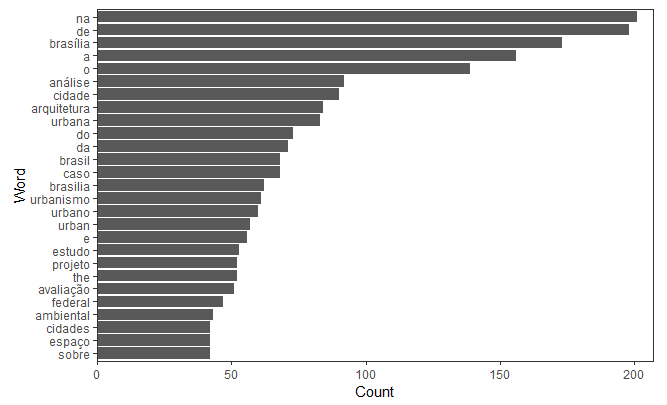 na
de
brasília
a
o
análise
cidade
arquitetura
urbana
do
da
brasil
caso
brasilia
urbanismo
urbano
urban
e
estudo
projeto
the
avaliação
federal
ambiental
cidades
espaço
sobre
Word
0 50 100 150 200
Count